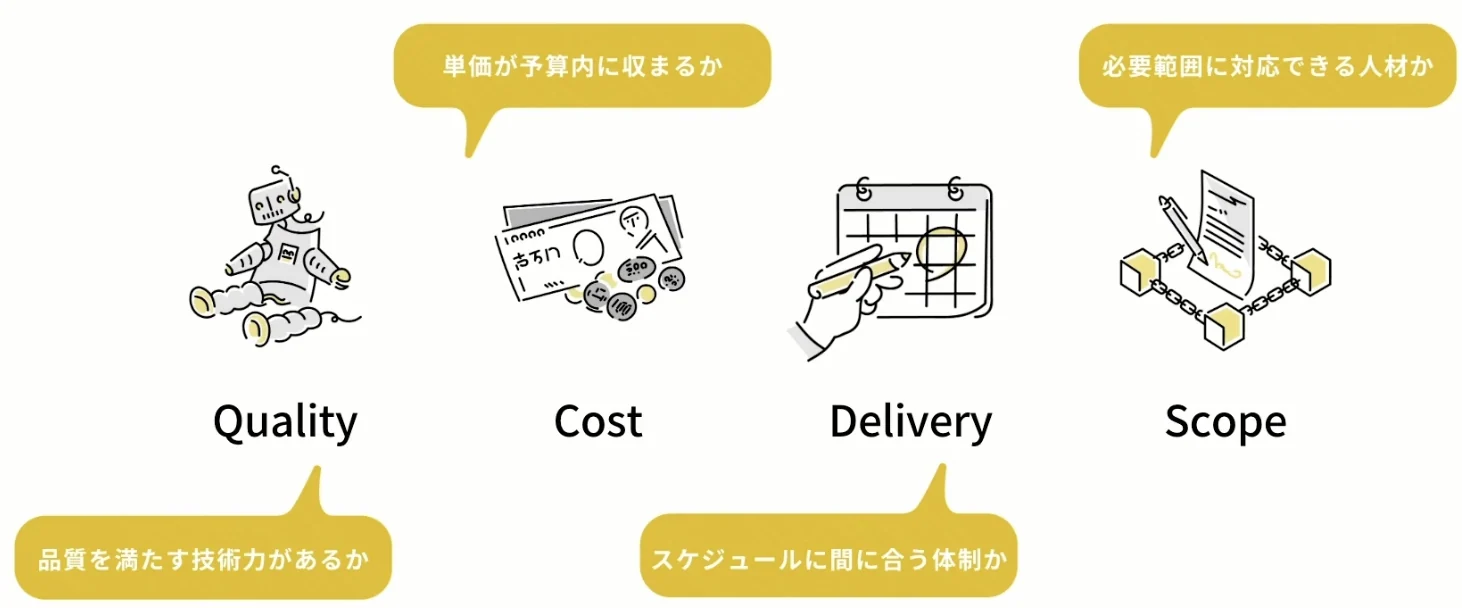 単価が予算内に収まるか
必要範囲に対応できる人材か
Quality
Cost
Delivery
Scope
品質を満たす技術力があるか
スケジュールに間に合う体制か